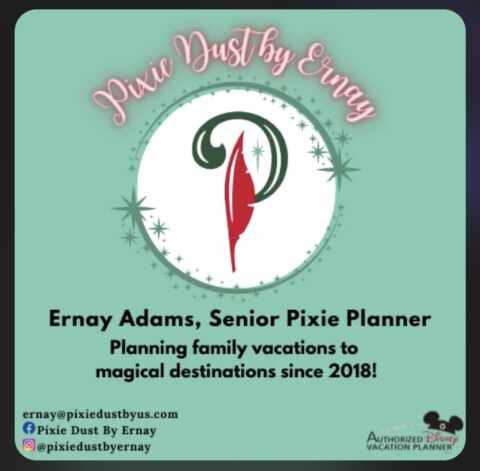 Pixie Dust by Ernay
P
Ernay Adams, Senior Pixie Planner
Planning family vacations to
magical destinations since 2018!
ernay@pixiedustbyus.com
Pixie Dust By Ernay
@pixiedustbyernay
AUTHORIZED Disney
VACATION PLANNER